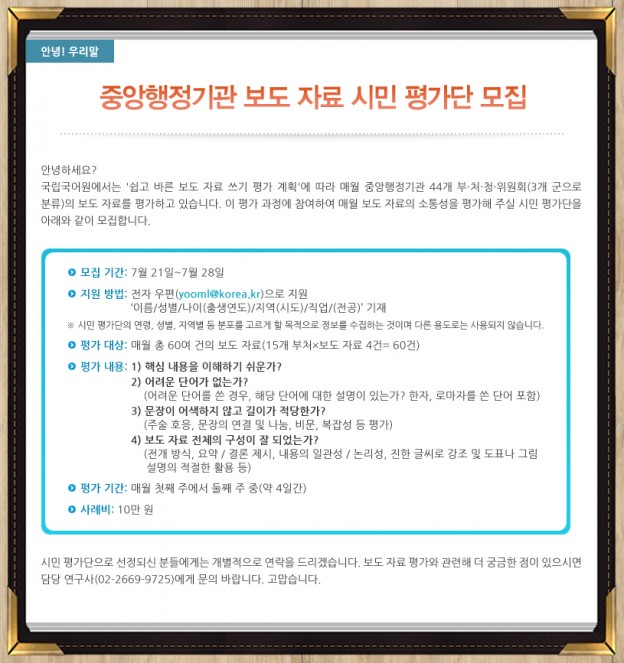 안녕! 우리말
중앙행정기관 보도 자료 시민 평가단 모집
안녕하세요?
국립국어원에서는 '쉽고 바른 보도 자료 쓰기 평가 계획'에 따라 매월 중앙행정기관 44개 부·처·청·위원회(3개 군으로
분류)의 보도 자료를 평가하고 있습니다. 이 평가 과정에 참여하여 매월 보도 자료의 소통성을 평가해 주실 시민 평가단을
아래와 같이 모집합니다.
모집 기간: 7월 21일~7월 28일
지원 방법: 전자 우편(yooml@korea.kr)으로 지원
'이름/성별/나이(출생연도)/지역(시도)/직업/(전공)' 기재
※ 시민 평가단의 연령, 성별, 지역별 등 분포를 고르게 할 목적으로 정보를 수집하는 것이며 다른 용도로는 사용되지 않습니다.
평가 대상: 매월 총 60여 건의 보도 자료(15개 부처×보도 자료 4건= 60건)
평가 내용: 1) 핵심 내용을 이해하기 쉬운가?
2) 어려운 단어가 없는가?
(어려운 단어를 쓴 경우, 해당 단어에 대한 설명이 있는가? 한자, 로마자를 쓴 단어 포함)
3) 문장이 어색하지 않고 길이가 적당한가?
(주술 호응, 문장의 연결 및 나눔, 비문, 복잡성 등 평가)
4) 보도 자료 전체의 구성이 잘 되었는가?
(전개 방식, 요약 / 결론 제시, 내용의 일관성 / 논리성, 진한 글씨로 강조 및 도표나 그림
설명의 적절한 활용 등)
평가 기간: 매월 첫째 주에서 둘째 주 중(약 4일간)
사례비: 10만 원
시민 평가단으로 선정되신 분들에게는 개별적으로 연락을 드리겠습니다. 보도 자료 평가와 관련해 더 궁금한 점이 있으시면
담당 연구사(02-2669-9725)에게 문의 바랍니다. 고맙습니다.